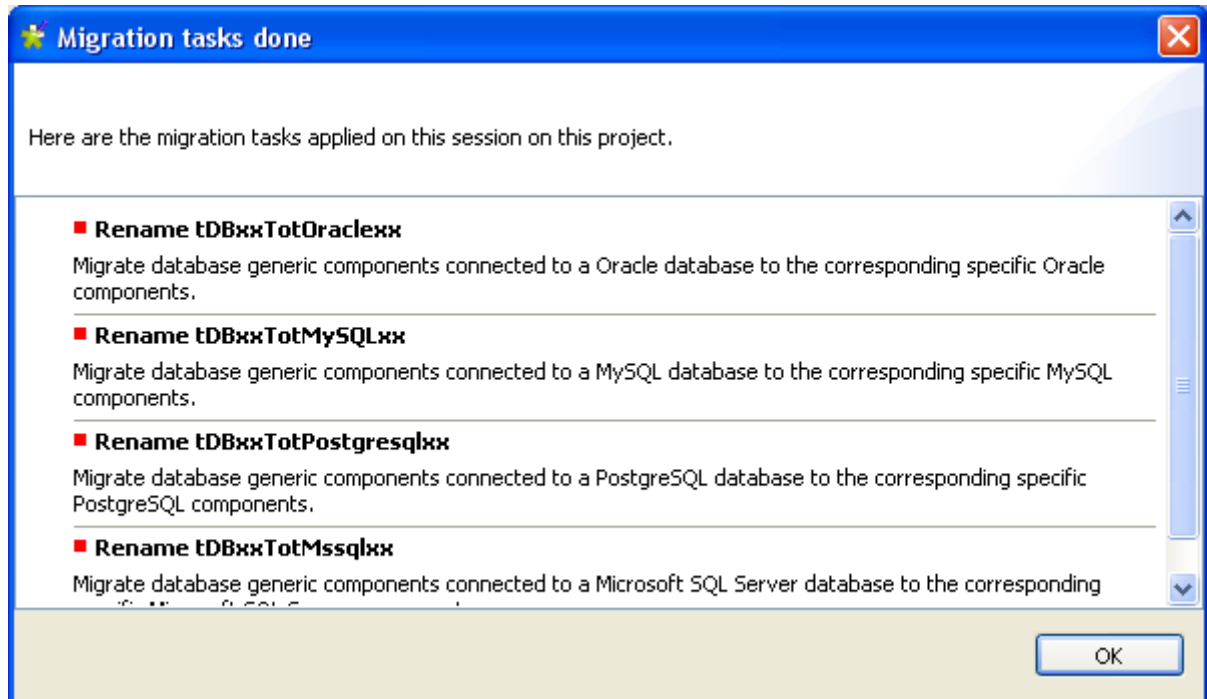 Migration tasks done
Here are the migration tasks applied on this session on this project.
Rename tDBxxTotOraclexx
Migrate database generic components connected to a Oracle database to the corresponding specific Oracle
components.
Rename tDBxxTotMySQLxx
Migrate database generic components connected to a MySQL database to the corresponding specific MySQL
components.
Rename tDBxxTotPostgresqlxx
Migrate database generic components connected to a PostgreSQL database to the corresponding specific
PostgreSQL components.
Rename tDBxxTotMssqlxx
Migrate database generic components connected to a Microsoft SQL Server database to the corresponding
OK